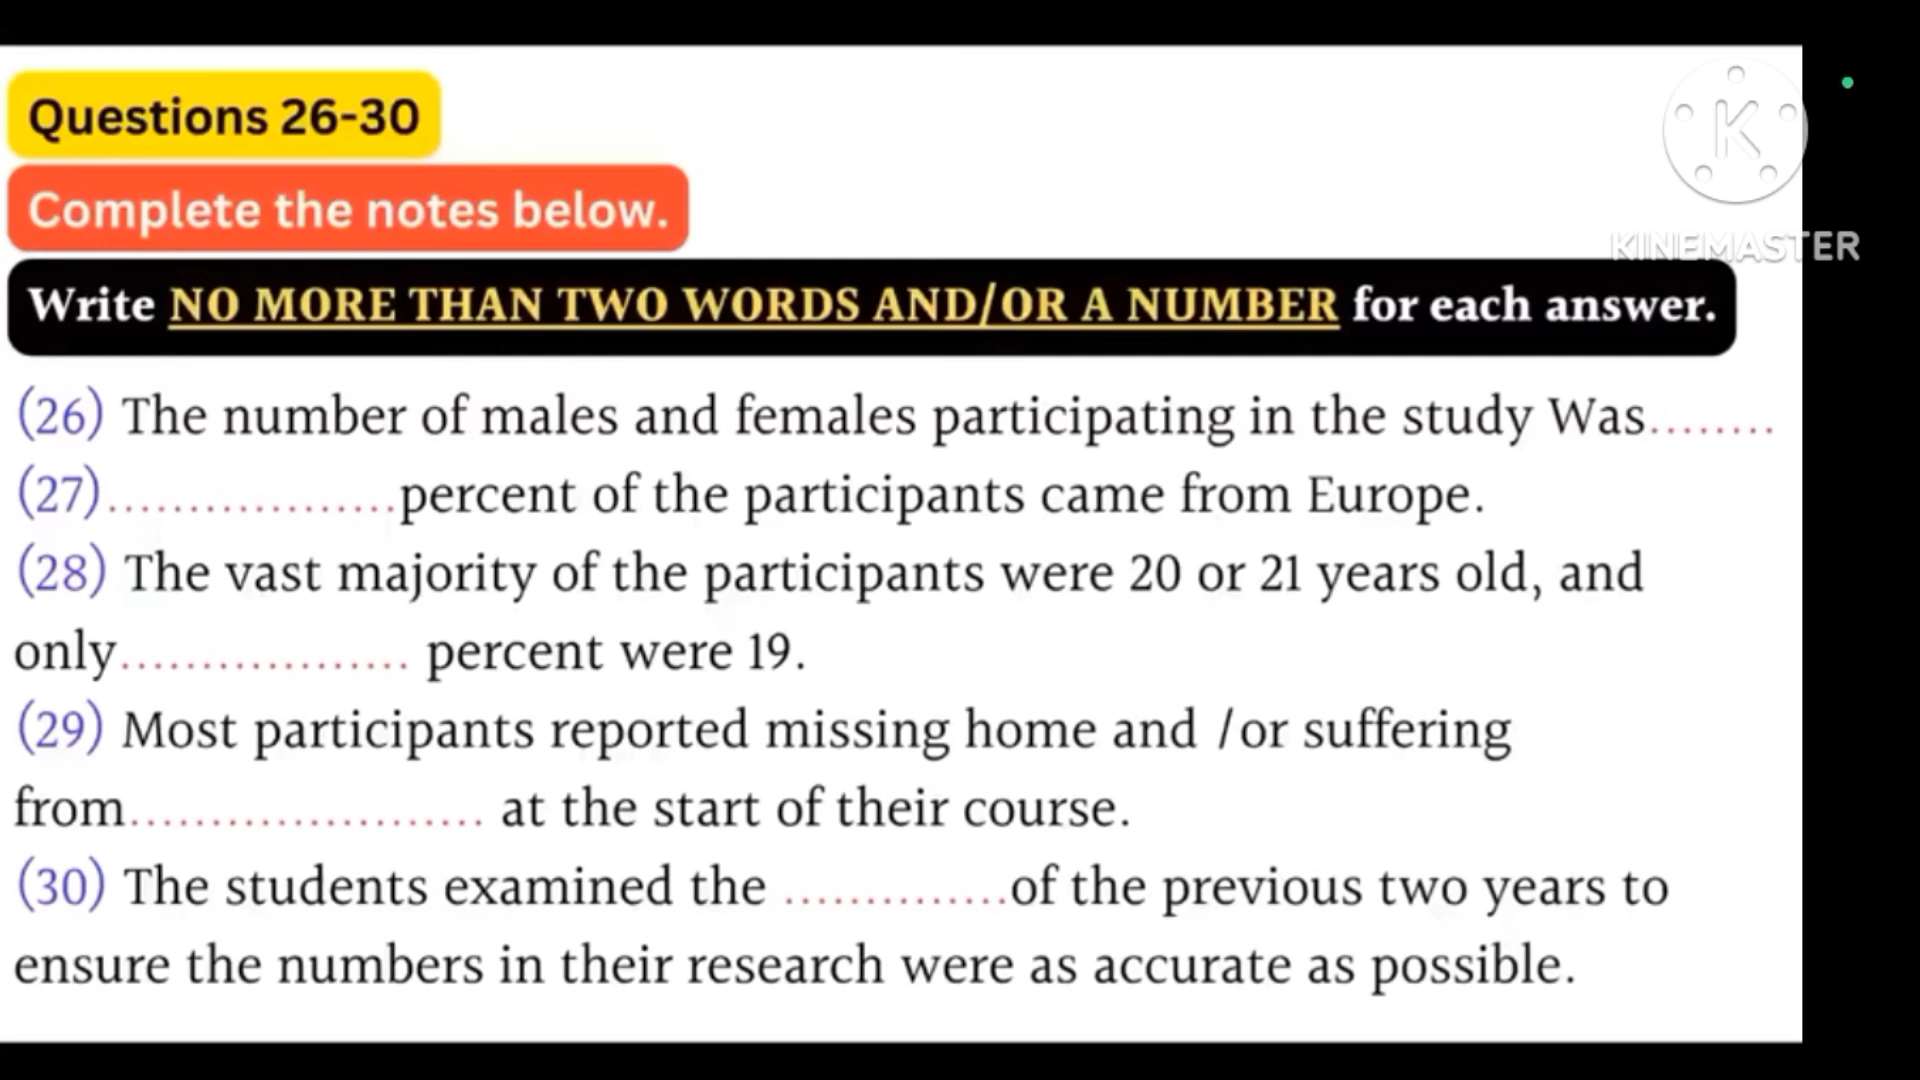 Questions 26-30
K
KINEMASTER
Complete the notes below.
Write NO MORE THAN TWO WORDS AND/OR A NUMBER for each answer.
(26) The number of males and females participating in the study Was........
(27)..................percent of the participants came from Europe.
(28) The vast majority of the participants were 20 or 21 years old, and
only.................. percent were 19.
(29) Most participants reported missing home and /or suffering
from...................... at the start of their course.
(30) The students examined the ..............of the previous two years to
ensure the numbers in their research were as accurate as possible.